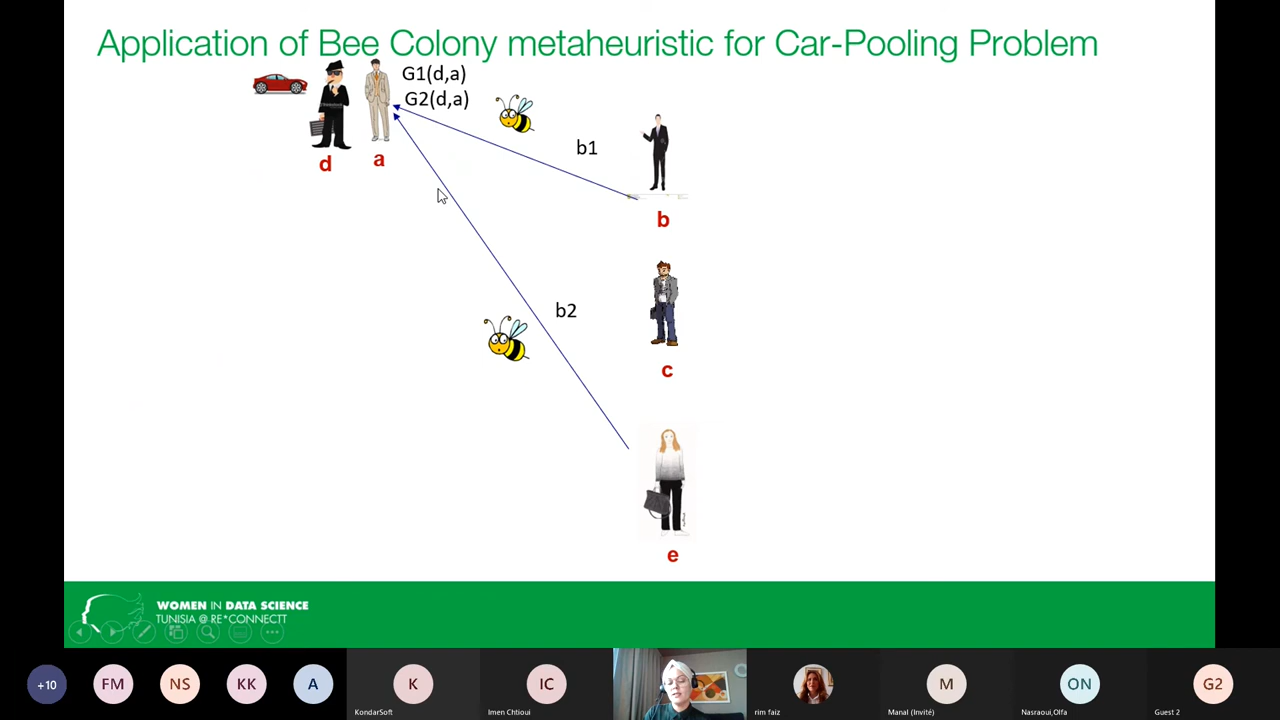 Application of Bee Colony metaheuristic for Car-Pooling Problem
G1(d,a)
G2(d,a)
d
a
b1
b
b2
c
e
WOMEN IN DATA SCIENCE
TUNISIA @ RE*CONNECTT
+10
FM
NS
KK
A
K
KondarSoft
IC
Imen Chtioui
rim faiz
M
Manal (Invité)
ON
Nasraoui,Olfa
G2
Guest 2